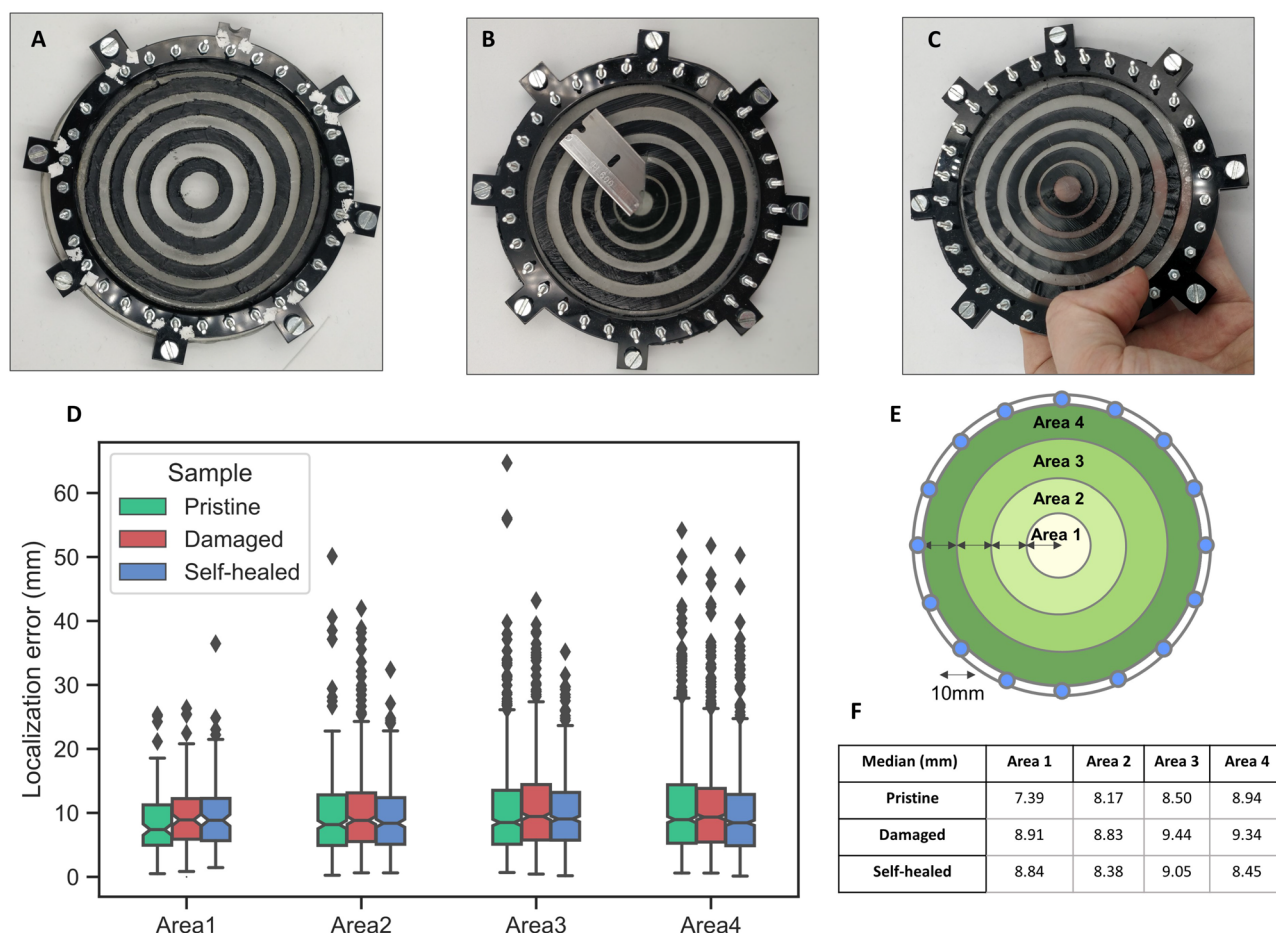 A
B
C
D
Sample
Pristine
Damaged
Self-healed
Localization error (mm)
60
50
40
30
20
10
0
Area1
Area2
Area3
Area4
E
Area 4
Area 3
Area 2
Area 1
10mm
F
Median (mm) Area 1 Area 2 Area 3 Area 4
Pristine 7.39 8.17 8.50 8.94
Damaged 8.91 8.83 9.44 9.34
Self-healed 8.84 8.38 9.05 8.45